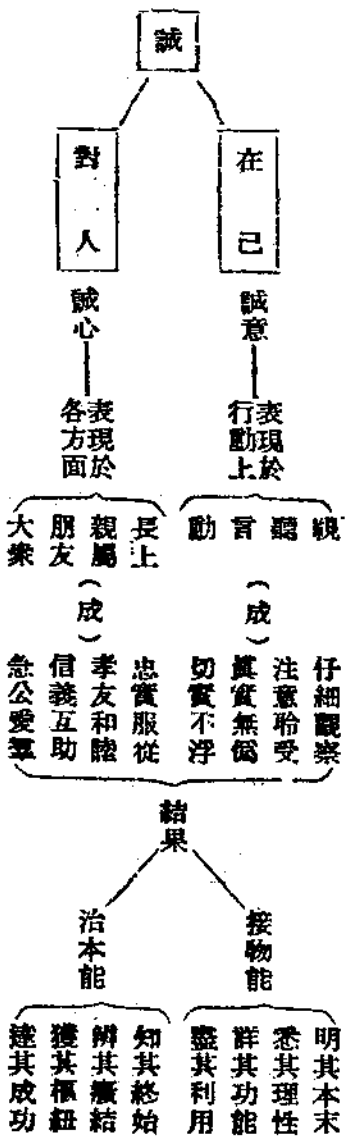 誠
在己
誠意
表現於
行動上
視
聽
言
動
(成)
仔細觀察
注意聆受
真實無僞
切實不浮
對人
誠心
表現於
各方面
長上
親屬
朋友
大衆
(成)
忠實服從
孝友和睦
信義互助
急公愛羣
結果
接物能
明其本末
悉其理性
詳其功能
盡其利用
治本能
知其終始
辨其癥結
獲其樞紐
達其成功